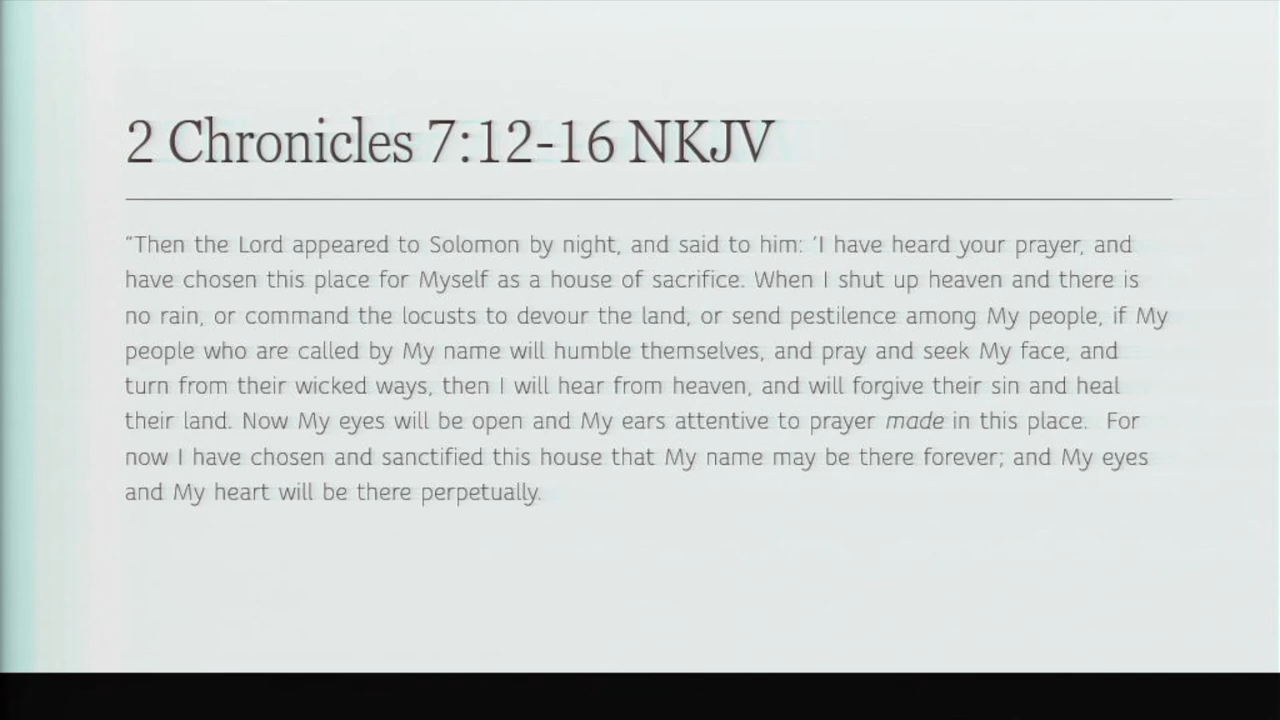 2 Chronicles 7:12-16 NKJV
“Then the Lord appeared to Solomon by night, and said to him: ‘I have heard your prayer, and
have chosen this place for Myself as a house of sacrifice. When I shut up heaven and there is
no rain, or command the locusts to devour the land, or send pestilence among My people, if My
people who are called by My name will humble themselves, and pray and seek My face, and
turn from their wicked ways, then I will hear from heaven, and will forgive their sin and heal
their land. Now My eyes will be open and My ears attentive to prayer made in this place.  For
now I have chosen and sanctified this house that My name may be there forever; and My eyes
and My heart will be there perpetually.